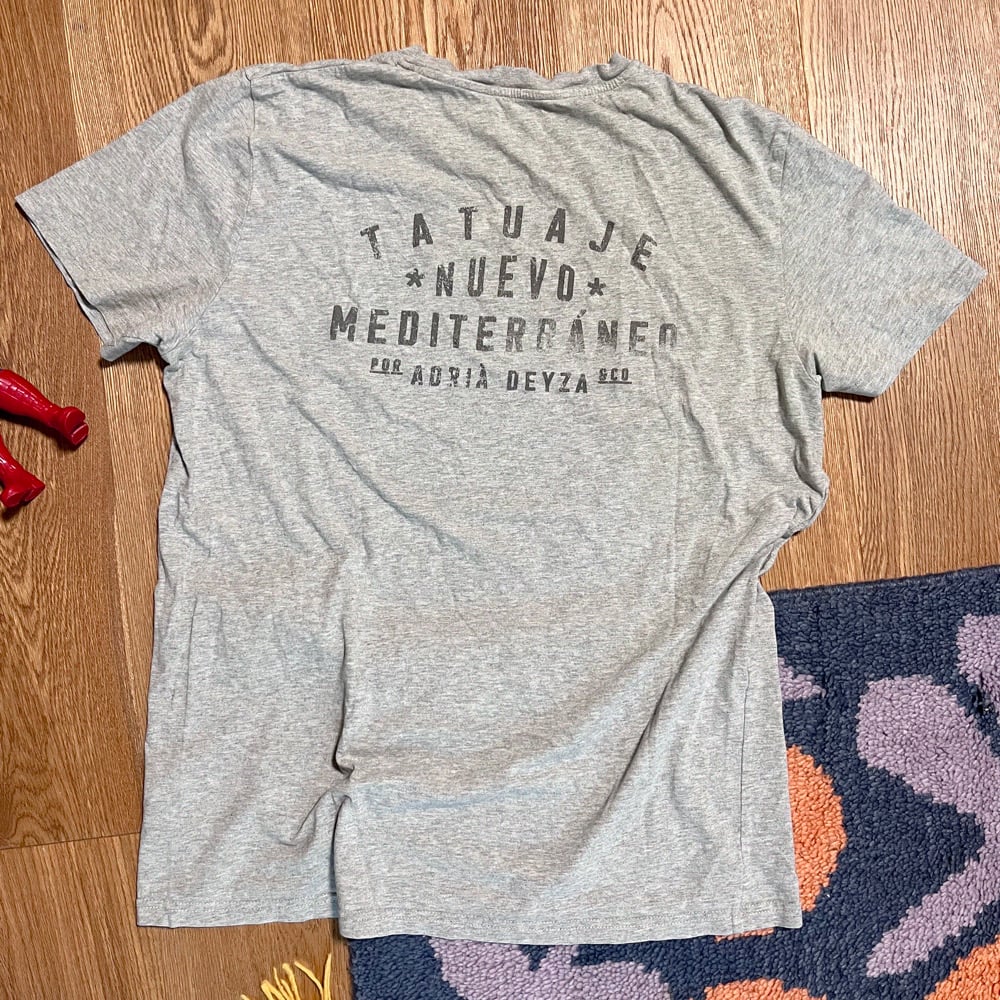 TATUAJE
*NUEVO*
MEDITERRÁNEO
POR ADRIÀ DEYZA &CO